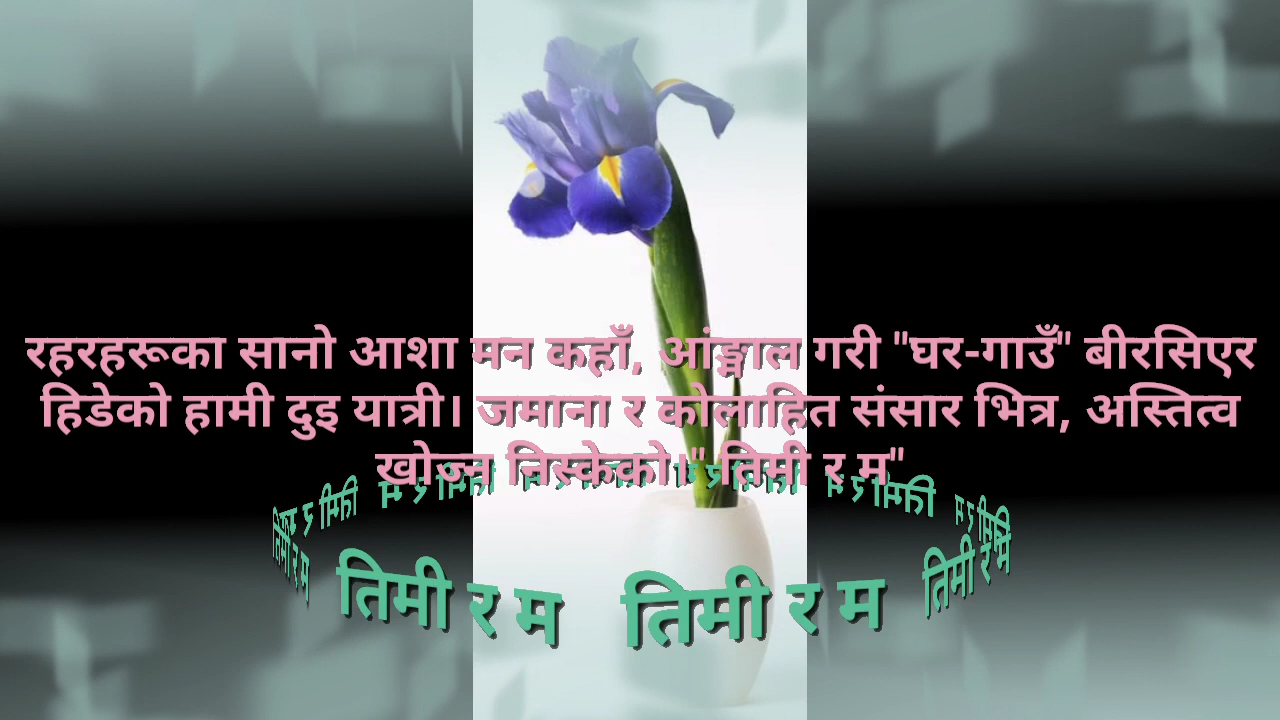 रहरहरूका सानो आशा मन कहाँ, आंङ्गाल गरी "घर-गाउँ" बीरसिएर
हिडेको हामी दुइ यात्री। जमाना र कोलाहित संसार भित्र, अस्तित्व
खोज्न निस्केको।" तिमी र म"
तिमी र म तिमी र म तिमी र म तिमी र म